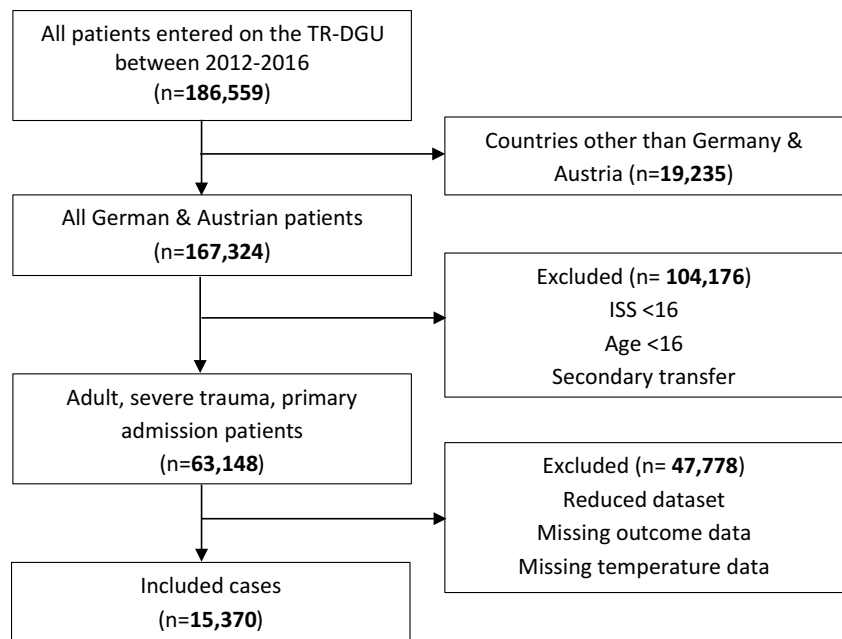 All patients entered on the TR-DGU
between 2012-2016
(n=186,559)
Countries other than Germany &
Austria (n=19,235)
All German & Austrian patients
(n=167,324)
Excluded (n= 104,176)
ISS <16
Age <16
Secondary transfer
Adult, severe trauma, primary
admission patients
(n=63,148)
Excluded (n= 47,778)
Reduced dataset
Missing outcome data
Missing temperature data
Included cases
(n=15,370)